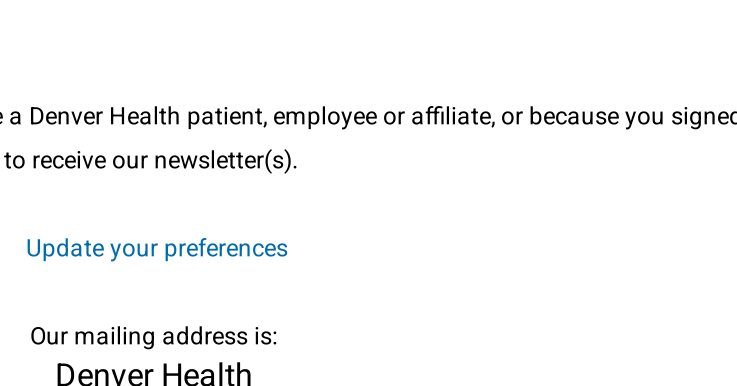 a Denver Health patient, employee or affiliate, or because you signed
to receive our newsletter(s).
Update your preferences
Our mailing address is:
Denver Health